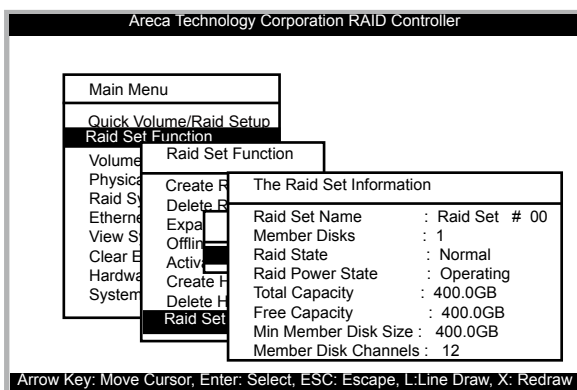 Areca Technology Corporation RAID Controller
Main Menu
Quick Volume/Raid Setup
Raid Set Function
Volume
Physica
Raid Sy
Etherne
View S
Clear E
Hardwa
System
Raid Set Function
Create R
Delete R
Expa
Offlin
Activ
Create H
Delete H
Raid Set
The Raid Set Information
Raid Set Name : Raid Set # 00
Member Disks : 1
Raid State : Normal
Raid Power State : Operating
Total Capacity : 400.0GB
Free Capacity : 400.0GB
Min Member Disk Size : 400.0GB
Member Disk Channels : 12
Arrow Key: Move Cursor, Enter: Select, ESC: Escape, L:Line Draw, X: Redraw